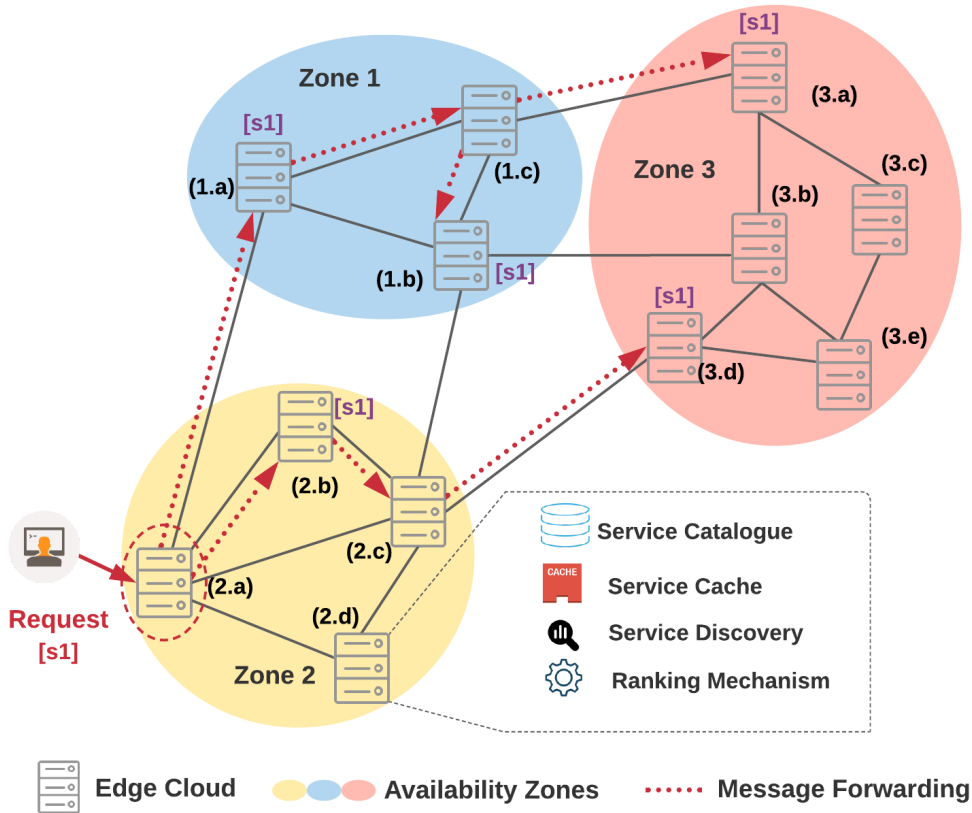 [s1]
Zone 1
(3.a)
[s1]
(3.c)
Zone 3
(1.c)
(1.a)
(3.b)
[s1]
(1.b)
[s1]
(3.e)
(3.d)
[s1]
(2.b)
Service Catalogue
(2.c)
CACHE
Service Cache
(2.a)
Request
[s1]
(2.d)
Service Discovery
Zone 2
Ranking Mechanism
Edge Cloud
Availability Zones
Message Forwarding